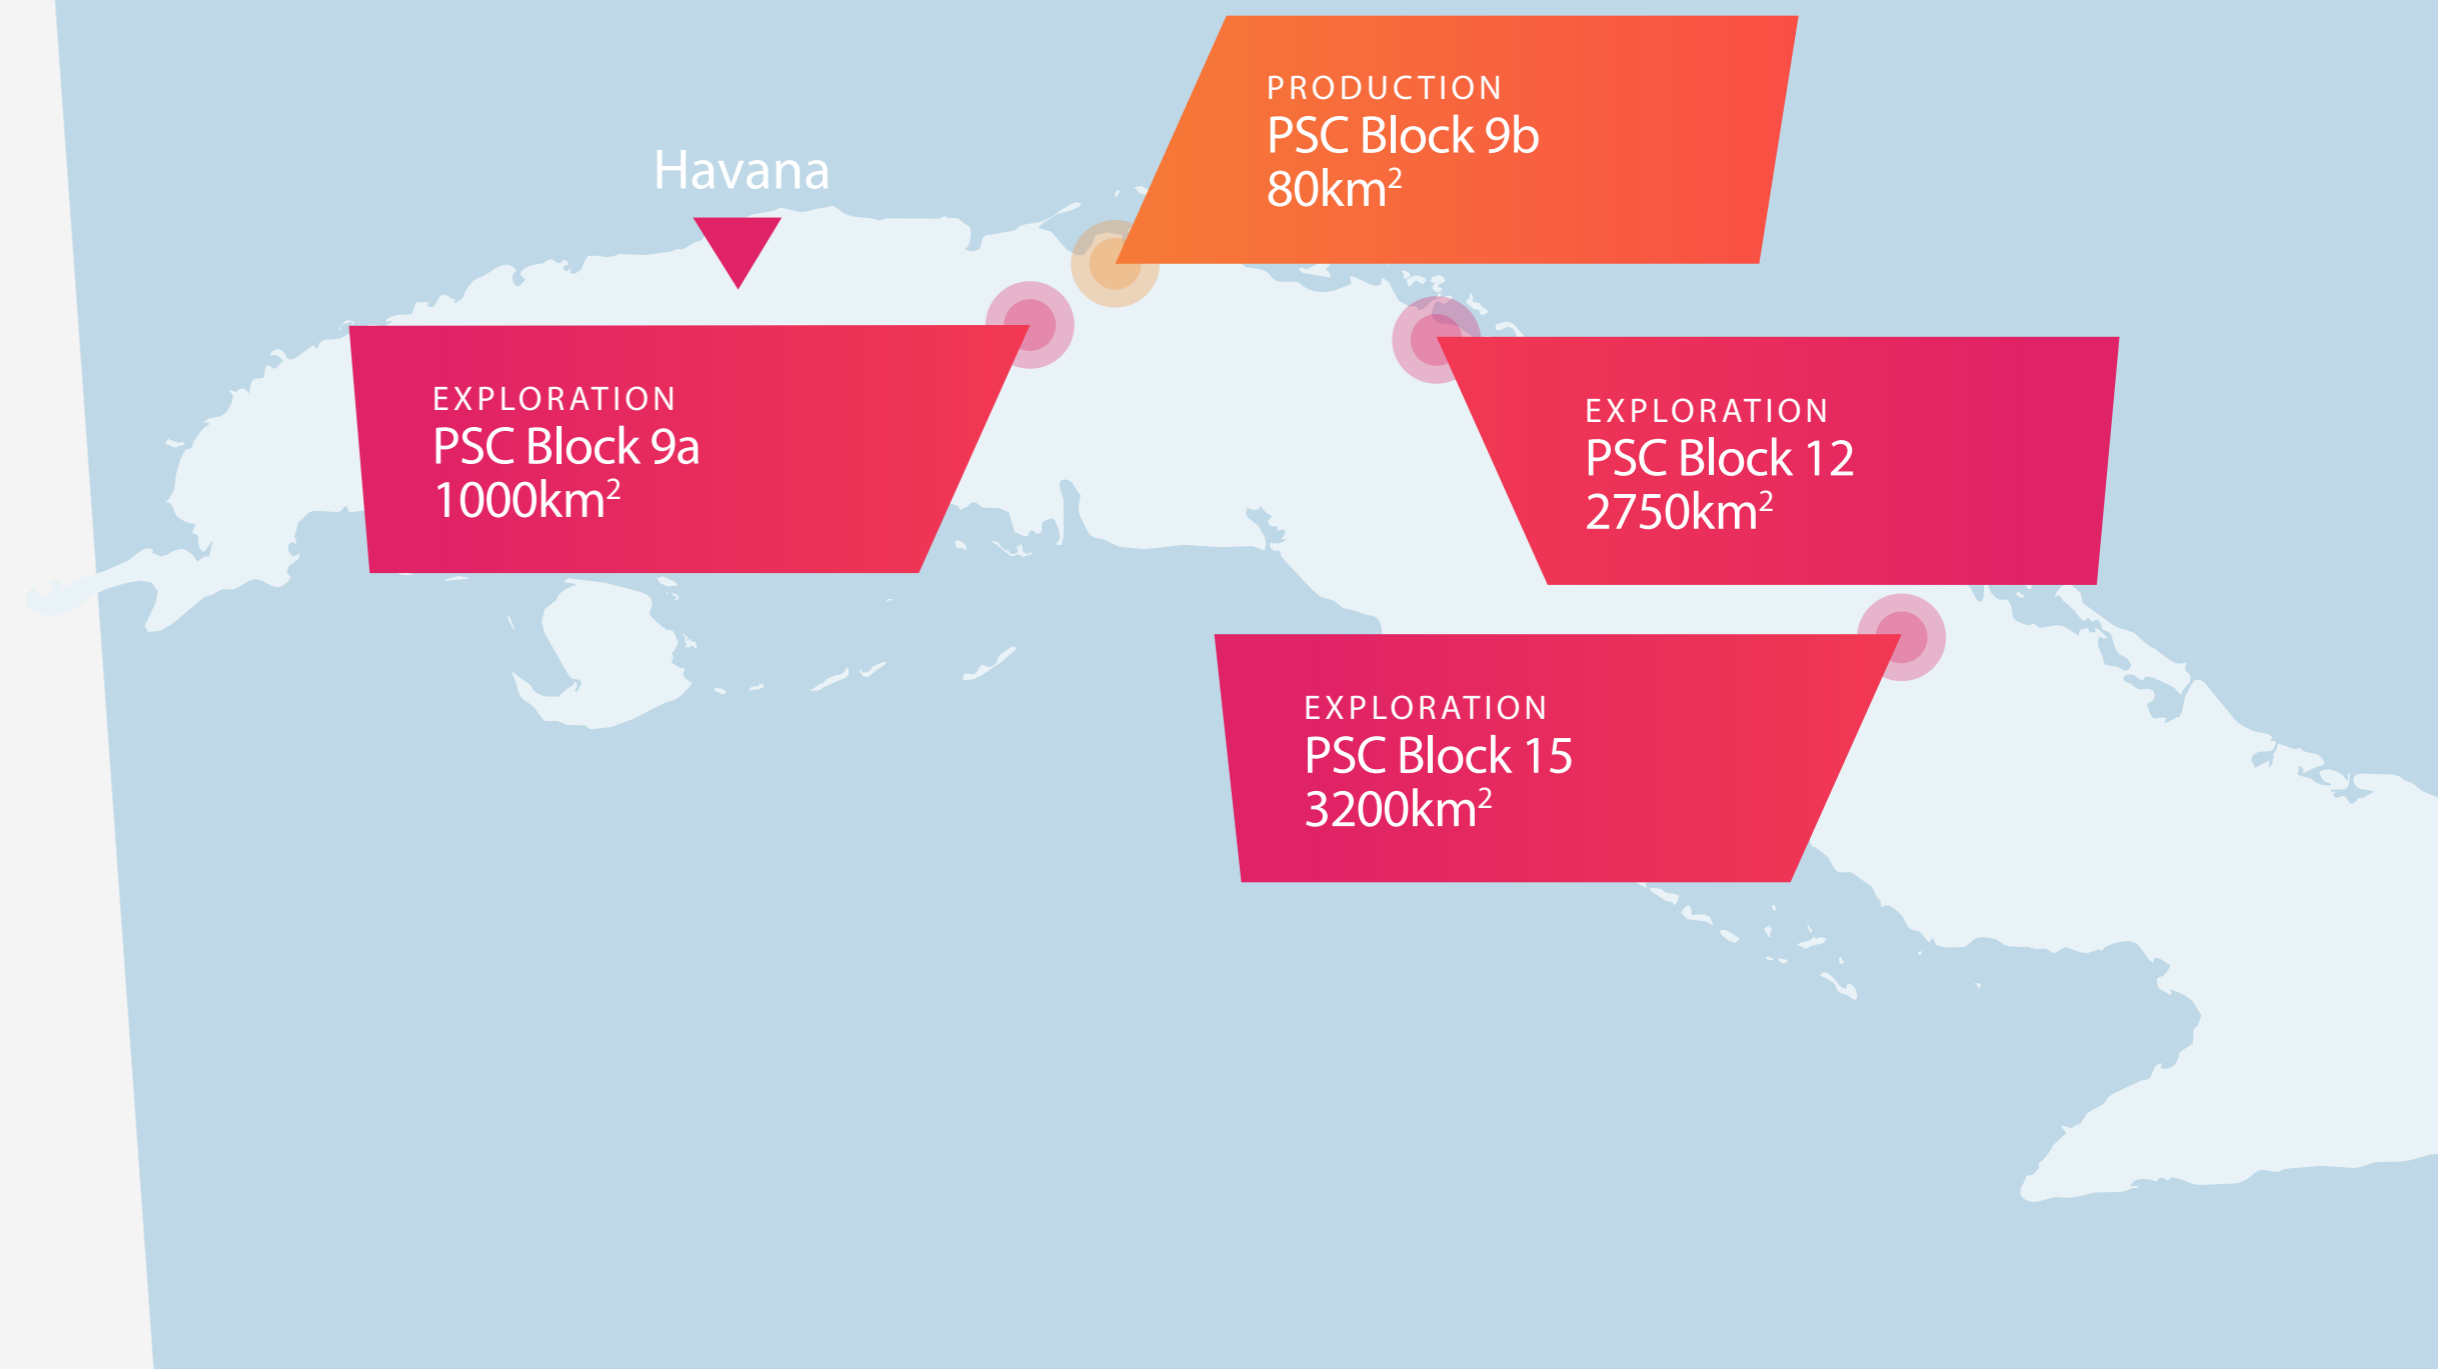 PRODUCTION
PSC Block 9b
80km²
Havana
EXPLORATION
PSC Block 9a
1000km²
EXPLORATION
PSC Block 12
2750km²
EXPLORATION
PSC Block 15
3200km²